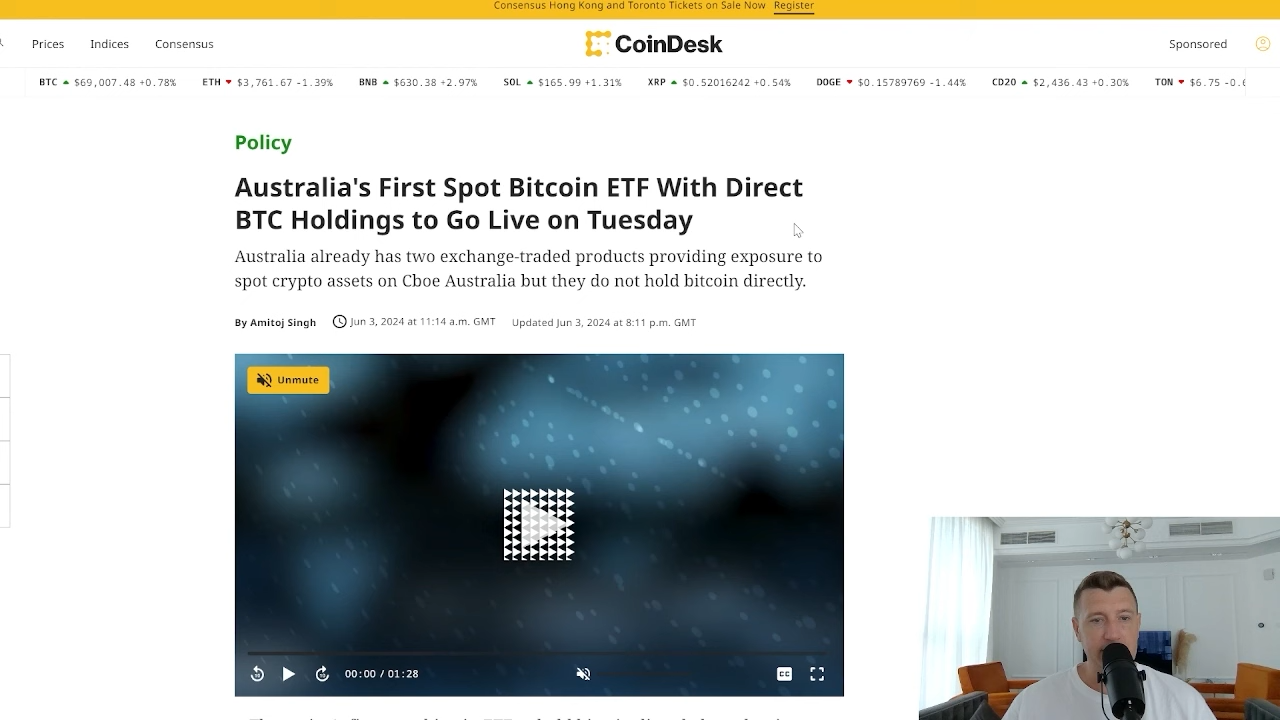 Consensus Hong Kong and Toronto Tickets on Sale Now Register
Prices Indices Consensus CoinDesk Sponsored
BTC $69,007.48 +0.78% ETH $3,761.67 -1.39% BNB $630.38 +2.97% SOL $165.99 +1.31% XRP $0.52016242 +0.54% DOGE $0.15789769 -1.44% CD20 $2,436.43 +0.30% TON $6.75
Policy
Australia's First Spot Bitcoin ETF With Direct
BTC Holdings to Go Live on Tuesday
Australia already has two exchange-traded products providing exposure to
spot crypto assets on Cboe Australia but they do not hold bitcoin directly.
By Amitoj Singh Jun 3, 2024 at 11:14 a.m. GMT Updated Jun 3, 2024 at 8:11 p.m. GMT
Unmute
00:00 / 01:28 CC